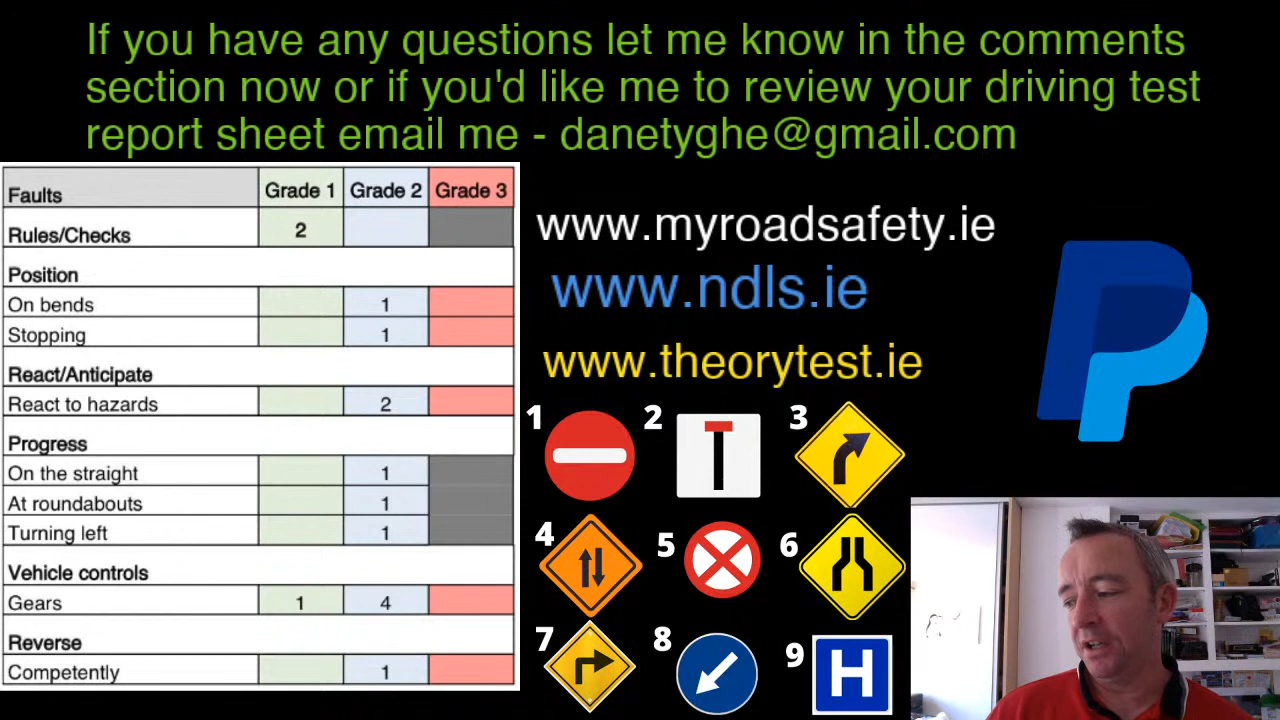 If you have any questions let me know in the comments
section now or if you'd like me to review your driving test
report sheet email me - danetyghe@gmail.com
Faults Grade 1 Grade 2 Grade 3
Rules/Checks 2
Position
On bends 1
Stopping 1
React/Anticipate
React to hazards 2
Progress
On the straight 1
At roundabouts 1
Turning left 1
Vehicle controls
Gears 1 4
Reverse
Competently 1
www.myroadsafety.ie
www.ndls.ie
www.theorytest.ie
1 2 3
4 5 6
7 8 9 H